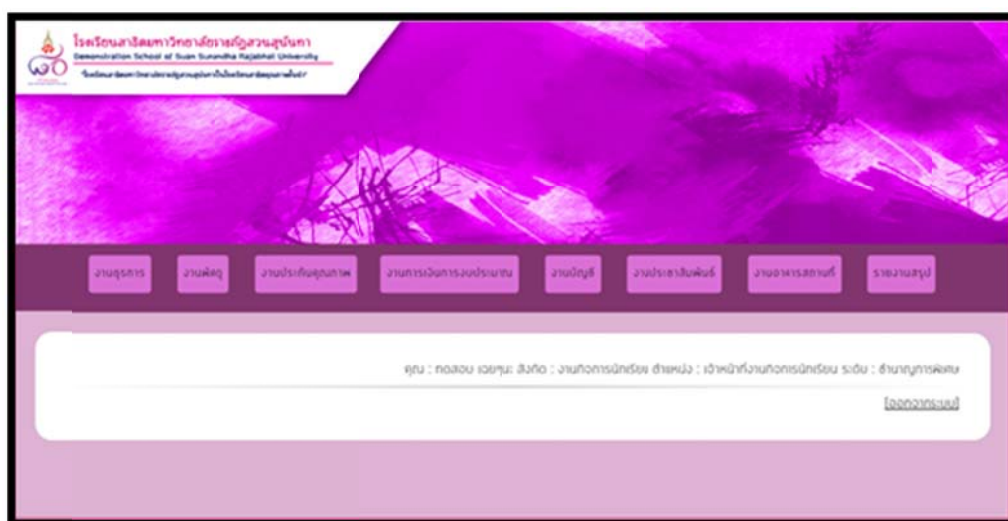 โรงเรียนสาธิตมหาวิทยาลัยราชภัฏสวนสุนันทา
Demonstration School of Suan Sunandha Rajabhat University
งานธุรการ งานพัสดุ งานประกันคุณภาพ งานการเงินการงบประมาณ งานบัญชี งานประชาสัมพันธ์ งานอาคารสถานที่ รายงานสรุป
คุณ : ทดสอบ เฉยๆนะ สังกัด : งานกิจการนักเรียน ตำแหน่ง : เจ้าหน้าที่งานกิจการนักเรียน ระดับ : ชำนาญการพิเศษ
[ออกจากระบบ]